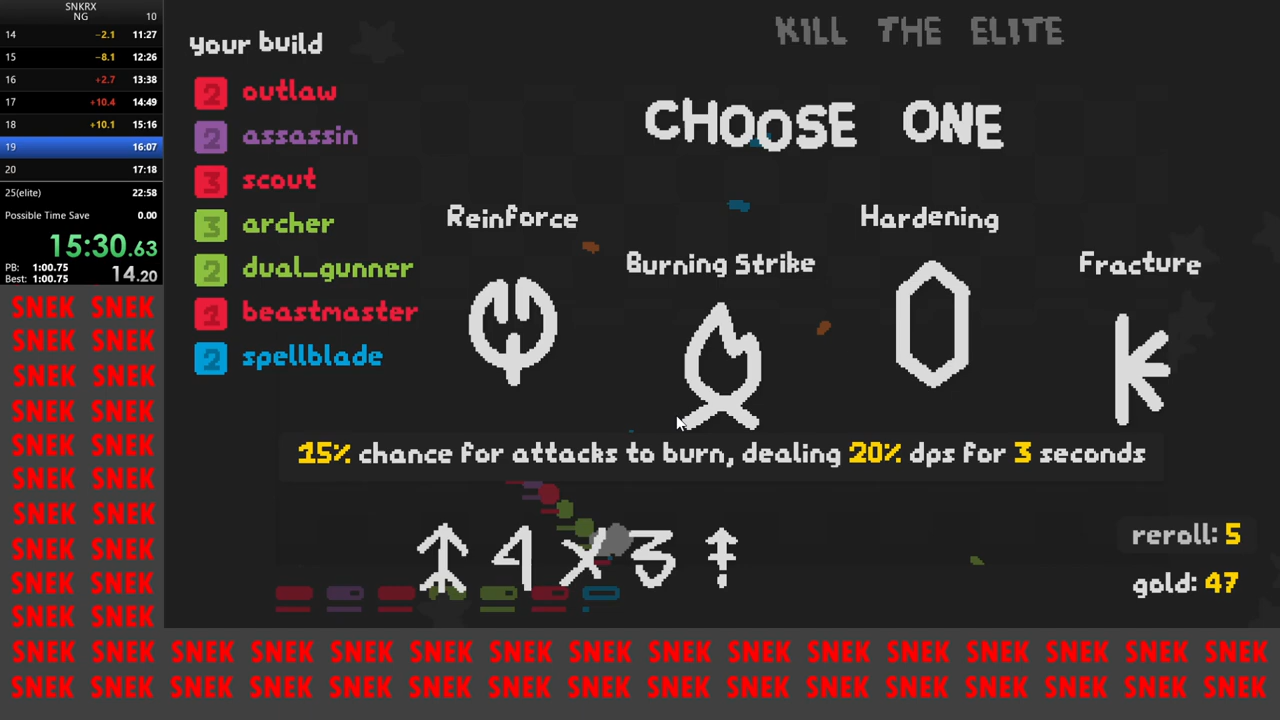 SNKRX
NG 10
14 −2.1 11:27
15 −8.1 12:26
16 +2.7 13:38
17 +10.4 14:49
18 +10.1 15:16
19 16:07
20 17:18
25(elite) 22:58
Possible Time Save 0.00
15:30.63
PB: 1:00.75
Best: 1:00.75 14.20
your build
2 outlaw
2 assassin
3 scout
3 archer
2 dual_gunner
1 beastmaster
2 spellblade
KILL THE ELITE
CHOOSE ONE
Reinforce
Burning Strike
Hardening
Fracture
15% chance for attacks to burn, dealing 20% dps for 3 seconds
reroll: 5
gold: 47
SNEK SNEK
SNEK SNEK
SNEK SNEK
SNEK SNEK
SNEK SNEK
SNEK SNEK
SNEK SNEK
SNEK SNEK
SNEK SNEK
SNEK SNEK
SNEK SNEK SNEK SNEK SNEK SNEK SNEK SNEK SNEK SNEK SNEK SNEK SNEK SNEK SNEK SNEK
SNEK SNEK SNEK SNEK SNEK SNEK SNEK SNEK SNEK SNEK SNEK SNEK SNEK SNEK SNEK SNEK